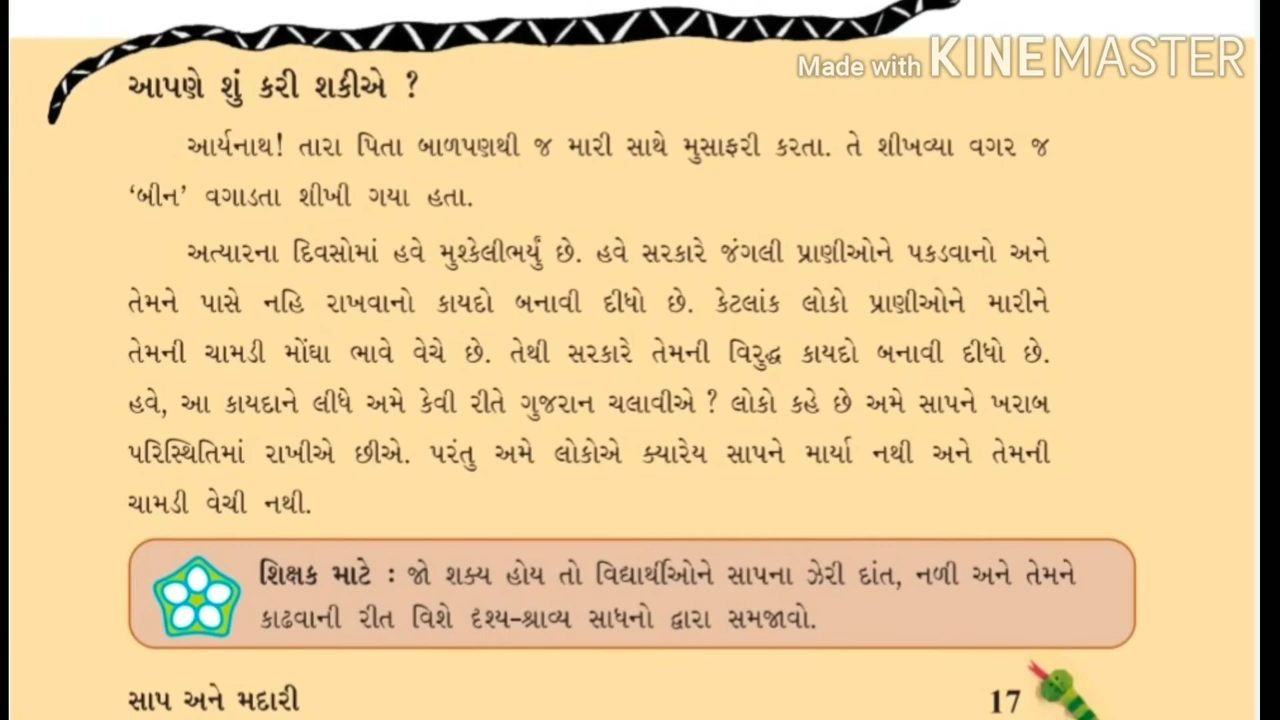 Made with KINEMASTER
આપણે શું કરી શકીએ ?
આર્યનાથ! તારા પિતા બાળપણથી જ મારી સાથે મુસાફરી કરતા. તે શીખવ્યા વગર જ
‘બીન’ વગાડતા શીખી ગયા હતા.
અત્યારના દિવસોમાં હવે મુશ્કેલીભર્યું છે. હવે સરકારે જંગલી પ્રાણીઓને પકડવાનો અને
તેમને પાસે નહિ રાખવાનો કાયદો બનાવી દીધો છે. કેટલાંક લોકો પ્રાણીઓને મારીને
તેમની ચામડી મોંઘા ભાવે વેચે છે. તેથી સરકારે તેમની વિરુદ્ધ કાયદો બનાવી દીધો છે.
હવે, આ કાયદાને લીધે અમે કેવી રીતે ગુજરાન ચલાવીએ ? લોકો કહે છે અમે સાપને ખરાબ
પરિસ્થિતિમાં રાખીએ છીએ. પરંતુ અમે લોકોએ ક્યારેય સાપને માર્યા નથી અને તેમની
ચામડી વેચી નથી.
શિક્ષક માટે : જો શક્ય હોય તો વિદ્યાર્થીઓને સાપના ઝેરી દાંત, નળી અને તેમને
કાઢવાની રીત વિશે દૃશ્ય-શ્રાવ્ય સાધનો દ્વારા સમજાવો.
સાપ અને મદારી 17